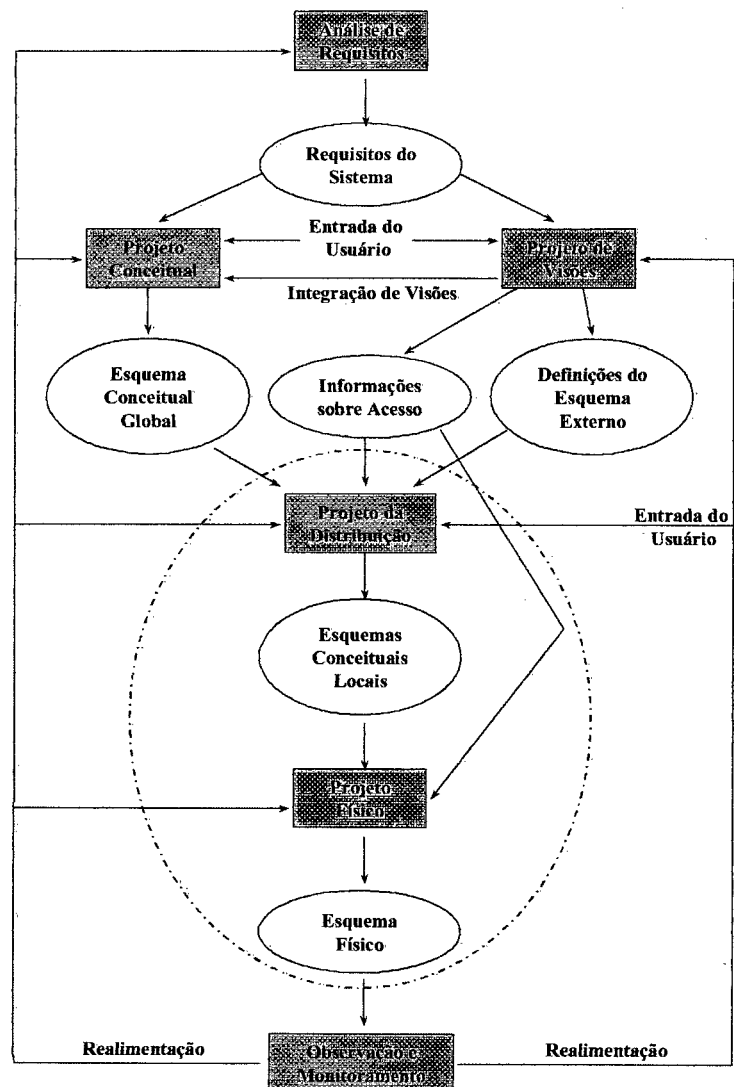 Análise de
Requisitos
Requisitos do
Sistema
Projeto
Conceitual
Entrada do
Usuário
Projeto de
Visões
Integração de Visões
Esquema
Conceitual
Global
Informações
sobre Acesso
Definições do
Esquema
Externo
Projeto da
Distribuição
Entrada do
Usuário
Esquemas
Conceituais
Locais
Projeto
Físico
Esquema
Físico
Realimentação
Observação e
Monitoramento
Realimentação